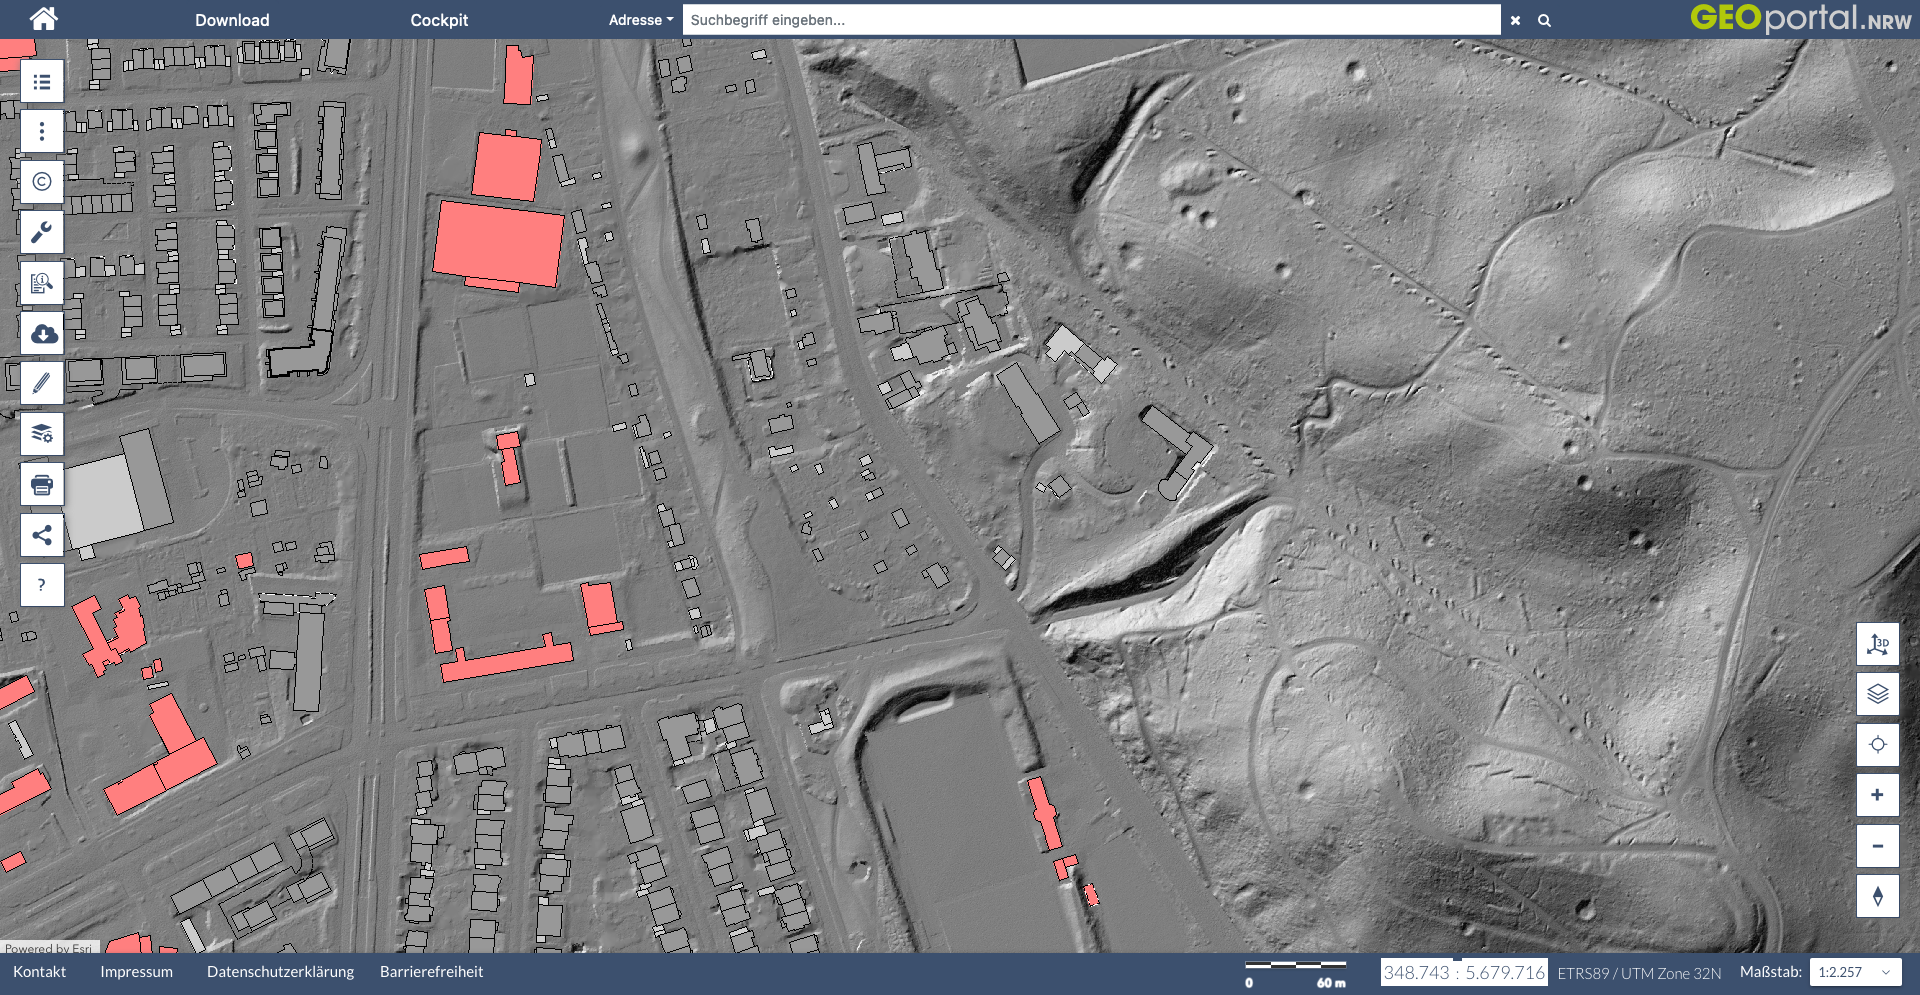 Download
Cockpit
Adresse
Suchbegriff eingeben...
GEOportal.NRW
©
?
3D
Powered by Esri
Kontakt
Impressum
Datenschutzerklärung
Barrierefreiheit
0
60 m
348.743 : 5.679.716
ETRS89 / UTM Zone 32N
Maßstab:
1:2.257